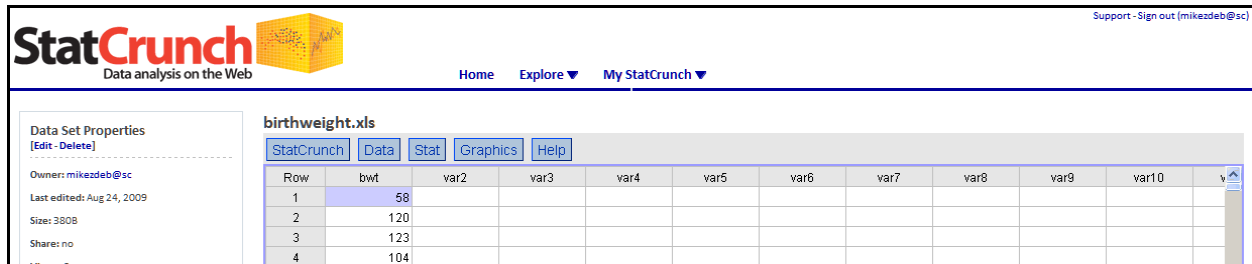 Support - Sign out (mikezdeb@sc)
StatCrunch
Data analysis on the Web
Home Explore ▼ My StatCrunch ▼
Data Set Properties
[Edit - Delete]
Owner: mikezdeb@sc
Last edited: Aug 24, 2009
Size: 380B
Share: no
birthweight.xls
StatCrunch Data Stat Graphics Help
Row bwt var2 var3 var4 var5 var6 var7 var8 var9 var10
1 58
2 120
3 123
4 104